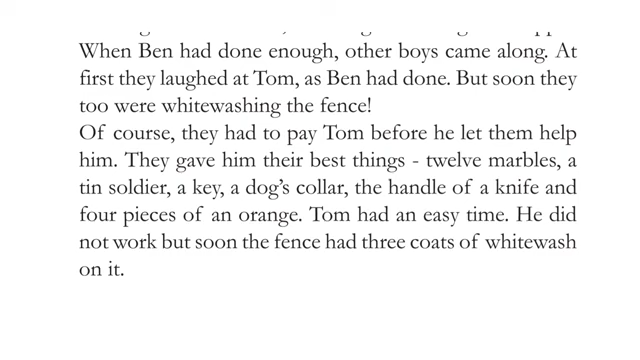 When Ben had done enough, other boys came along. At
first they laughed at Tom, as Ben had done. But soon they
too were whitewashing the fence!
Of course, they had to pay Tom before he let them help
him. They gave him their best things - twelve marbles, a
tin soldier, a key, a dog's collar, the handle of a knife and
four pieces of an orange. Tom had an easy time. He did
not work but soon the fence had three coats of whitewash
on it.